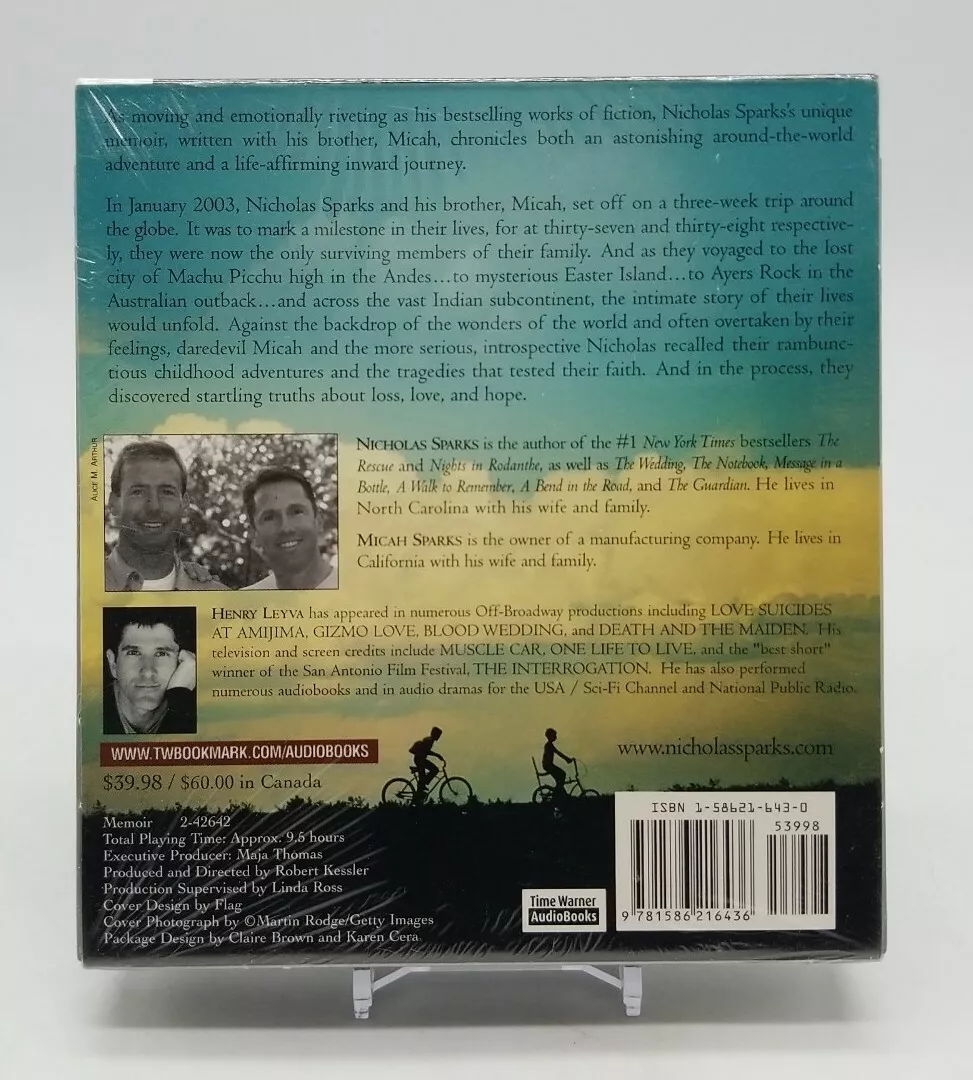 As moving and emotionally riveting as his bestselling works of fiction, Nicholas Sparks's unique
memoir, written with his brother, Micah, chronicles both an astonishing around-the-world
adventure and a life-affirming inward journey.
In January 2003, Nicholas Sparks and his brother, Micah, set off on a three-week trip around
the globe. It was to mark a milestone in their lives, for at thirty-seven and thirty-eight respective-
ly, they were now the only surviving members of their family. And as they voyaged to the lost
city of Machu Picchu high in the Andes...to mysterious Easter Island...to Ayers Rock in the
Australian outback...and across the vast Indian subcontinent, the intimate story of their lives
would unfold. Against the backdrop of the wonders of the world and often overtaken by their
feelings, daredevil Micah and the more serious, introspective Nicholas recalled their rambunc-
tious childhood adventures and the tragedies that tested their faith. And in the process, they
discovered startling truths about loss, love, and hope.
ALICE M. ARTHUR
NICHOLAS SPARKS is the author of the #1 New York Times bestsellers The
Rescue and Nights in Rodanthe, as well as The Wedding, The Notebook, Message in a
Bottle, A Walk to Remember, A Bend in the Road, and The Guardian. He lives in
North Carolina with his wife and family.
MICAH SPARKS is the owner of a manufacturing company. He lives in
California with his wife and family.
HENRY LEYVA has appeared in numerous Off-Broadway productions including LOVE SUICIDES
AT AMIJIMA, GIZMO LOVE, BLOOD WEDDING, and DEATH AND THE MAIDEN. His
television and screen credits include MUSCLE CAR, ONE LIFE TO LIVE, and the "best short"
winner of the San Antonio Film Festival, THE INTERROGATION. He has also performed
numerous audiobooks and in audio dramas for the USA / Sci-Fi Channel and National Public Radio.
WWW.TWBOOKMARK.COM/AUDIOBOOKS
www.nicholassparks.com
$39.98 / $60.00 in Canada
Memoir 2-42642
Total Playing Time: Approx. 9.5 hours
Executive Producer: Maja Thomas
Produced and Directed by Robert Kessler
Production Supervised by Linda Ross
Cover Design by Flag
Cover Photograph by ©Martin Rodge/Getty Images
Package Design by Claire Brown and Karen Cera
Time Warner
AudioBooks
ISBN 1-58621-643-0
53998
9 781586 216436